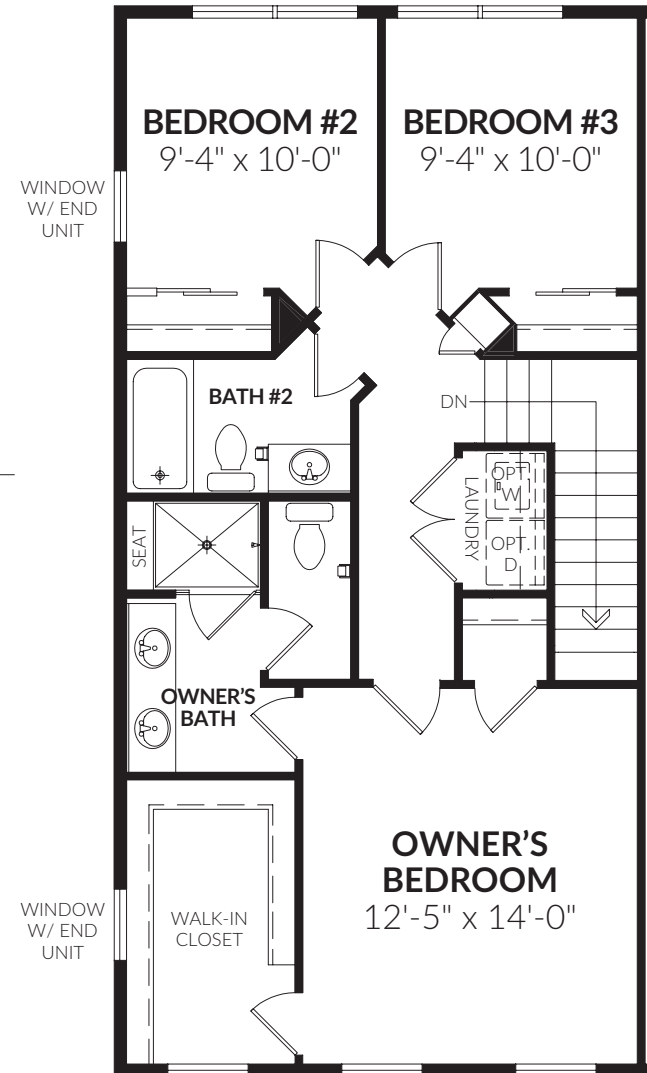 BEDROOM #2
9'-4" x 10'-0"
BEDROOM #3
9'-4" x 10'-0"
WINDOW
W/ END
UNIT
BATH #2
DN
OPT.
W
LAUNDRY
OPT.
D
SEAT
OWNER'S
BATH
OWNER'S
BEDROOM
12'-5" x 14'-0"
WALK-IN
CLOSET
WINDOW
W/ END
UNIT